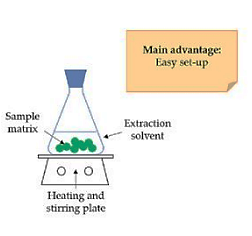 Main advantage:
Easy set-up
Sample
matrix
Extraction
solvent
Heating and
stirring plate